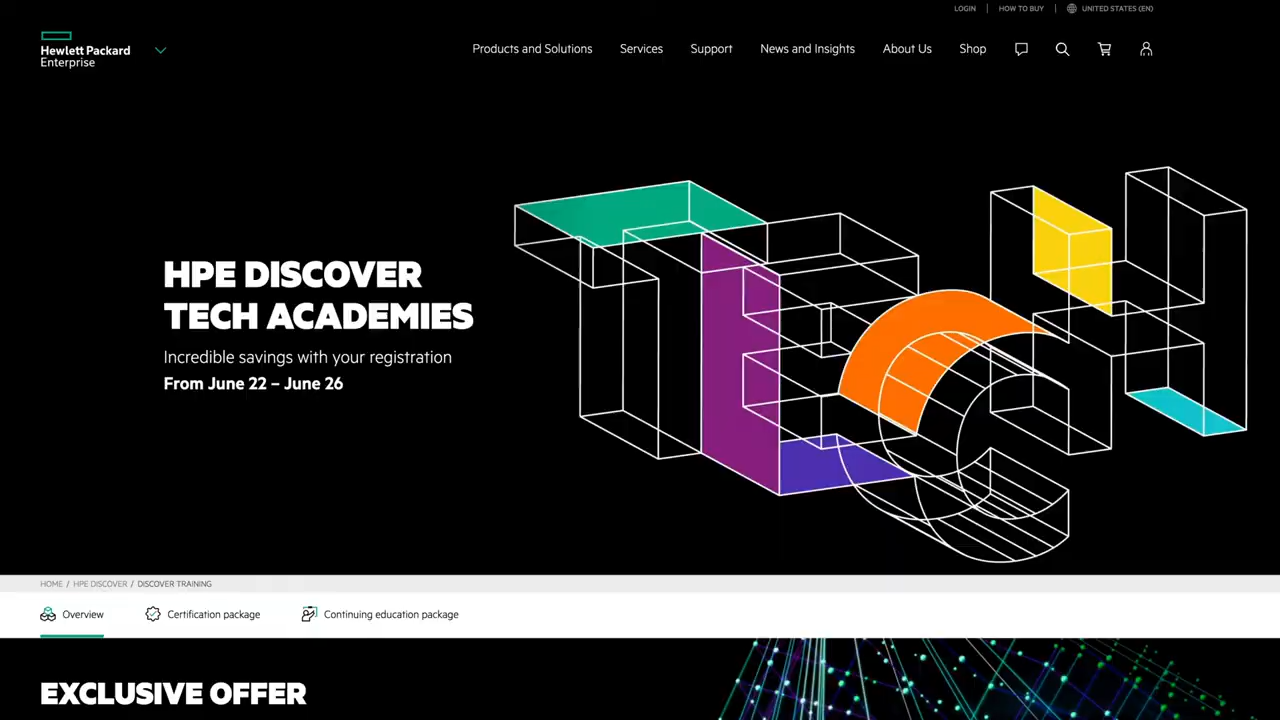 LOGIN
HOW TO BUY
UNITED STATES (EN)
Hewlett Packard
Enterprise
Products and Solutions
Services
Support
News and Insights
About Us
Shop
TECH
HPE DISCOVER
TECH ACADEMIES
Incredible savings with your registration
From June 22 – June 26
HOME / HPE DISCOVER / DISCOVER TRAINING
Overview
Certification package
Continuing education package
EXCLUSIVE OFFER